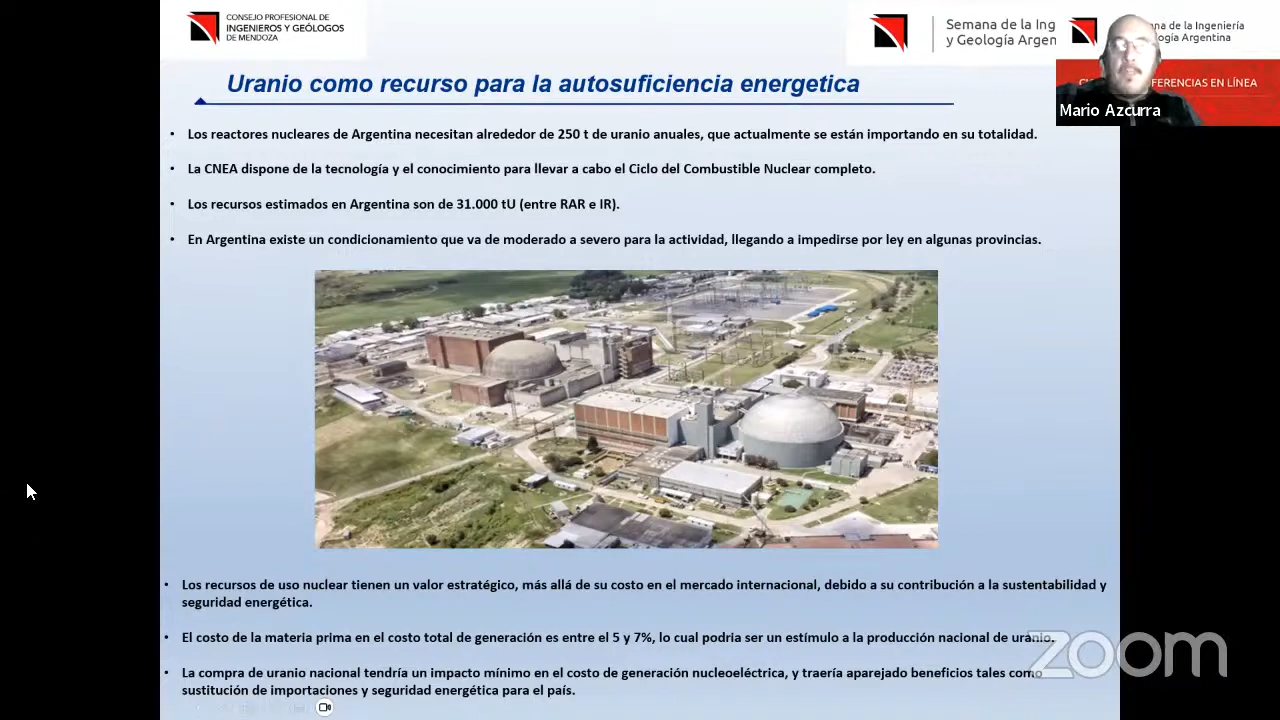 CONSEJO PROFESIONAL DE
INGENIEROS Y GEÓLOGOS
DE MENDOZA
Semana de la Ing
y Geología Argen
na de la Ingeniería
logía Argentina
FERENCIAS EN LÍNEA
Mario Azcurra
Uranio como recurso para la autosuficiencia energetica
• Los reactores nucleares de Argentina necesitan alrededor de 250 t de uranio anuales, que actualmente se están importando en su totalidad.
• La CNEA dispone de la tecnología y el conocimiento para llevar a cabo el Ciclo del Combustible Nuclear completo.
• Los recursos estimados en Argentina son de 31.000 tU (entre RAR e IR).
• En Argentina existe un condicionamiento que va de moderado a severo para la actividad, llegando a impedirse por ley en algunas provincias.
• Los recursos de uso nuclear tienen un valor estratégico, más allá de su costo en el mercado internacional, debido a su contribución a la sustentabilidad y
seguridad energética.
• El costo de la materia prima en el costo total de generación es entre el 5 y 7%, lo cual podria ser un estímulo a la producción nacional de uranio.
• La compra de uranio nacional tendría un impacto mínimo en el costo de generación nucleoeléctrica, y traería aparejado beneficios tales como
sustitución de importaciones y seguridad energética para el país.
zoom